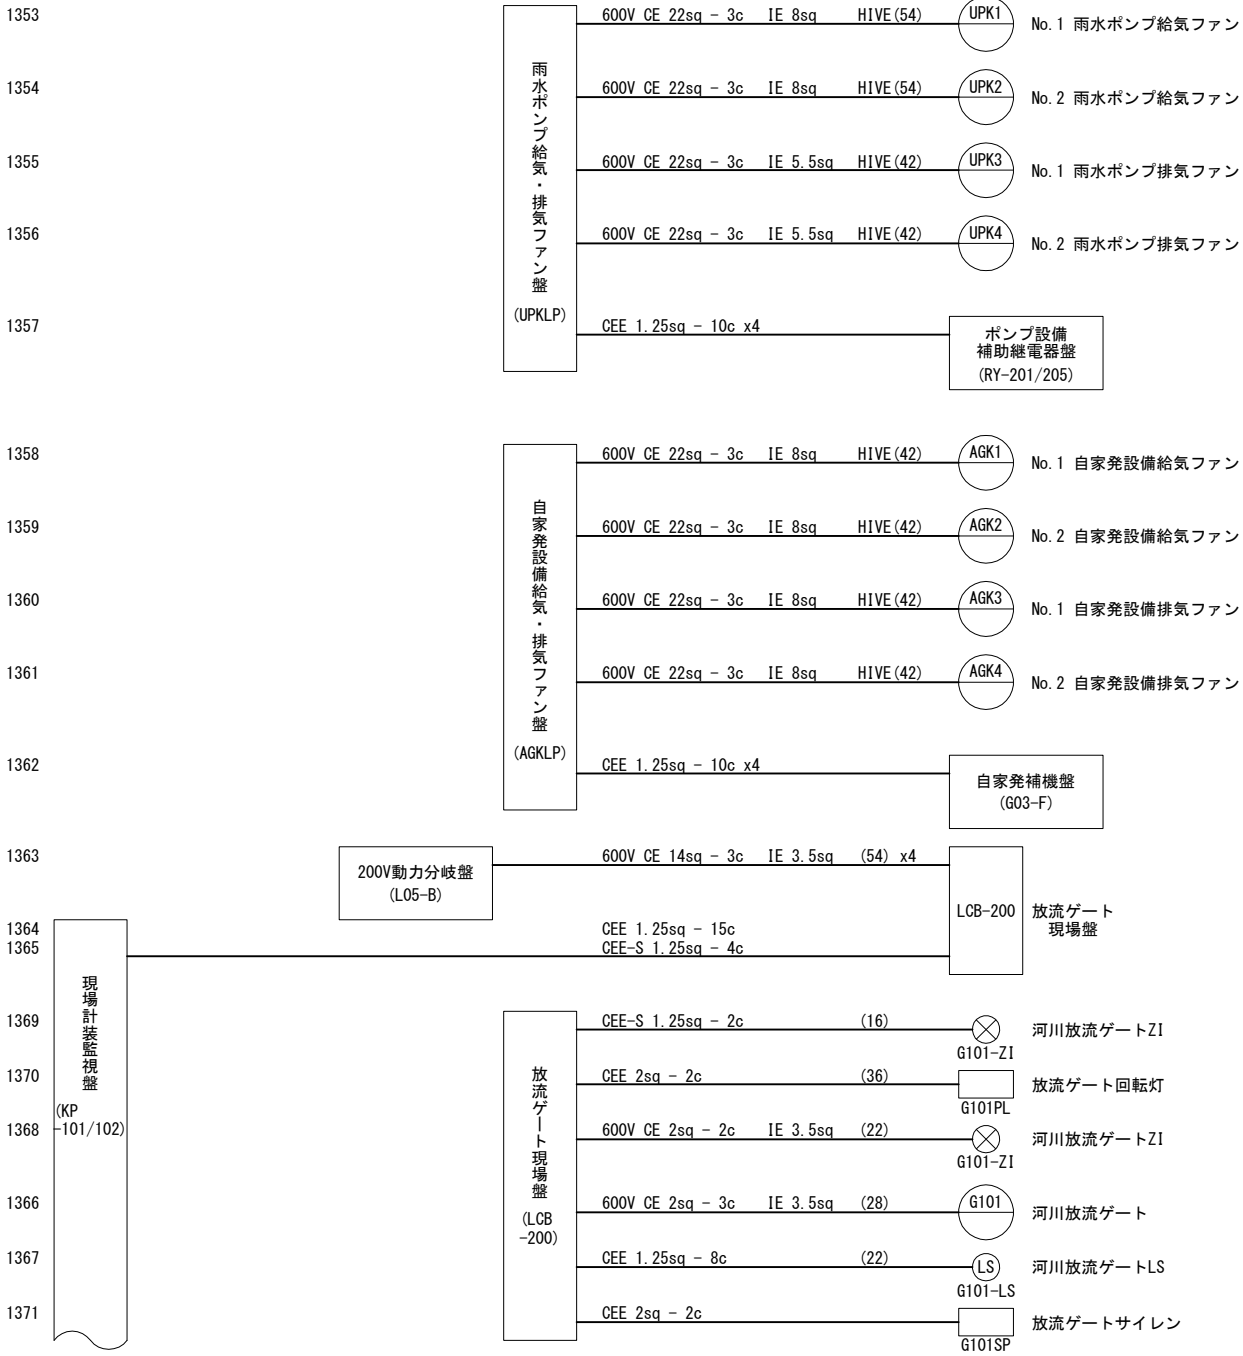 1353
600V CE 22sq - 3c IE 8sq HIVE(54)
UPK1
No.1 雨水ポンプ給気ファン
1354
600V CE 22sq - 3c IE 8sq HIVE(54)
UPK2
No.2 雨水ポンプ給気ファン
1355
600V CE 22sq - 3c IE 5.5sq HIVE(42)
UPK3
No.1 雨水ポンプ排気ファン
1356
600V CE 22sq - 3c IE 5.5sq HIVE(42)
UPK4
No.2 雨水ポンプ排気ファン
雨水ポンプ給気・排気ファン盤
(UPKLP)
1357
CEE 1.25sq - 10c x4
ポンプ設備
補助継電器盤
(RY-201/205)
1358
600V CE 22sq - 3c IE 8sq HIVE(42)
AGK1
No.1 自家発設備給気ファン
1359
600V CE 22sq - 3c IE 8sq HIVE(42)
AGK2
No.2 自家発設備給気ファン
1360
600V CE 22sq - 3c IE 8sq HIVE(42)
AGK3
No.1 自家発設備排気ファン
1361
600V CE 22sq - 3c IE 8sq HIVE(42)
AGK4
No.2 自家発設備排気ファン
自家発設備給気・排気ファン盤
(AGKLP)
1362
CEE 1.25sq - 10c x4
自家発補機盤
(G03-F)
1363
200V動力分岐盤
(L05-B)
600V CE 14sq - 3c IE 3.5sq (54) x4
LCB-200
放流ゲート
現場盤
1364
CEE 1.25sq - 15c
1365
CEE-S 1.25sq - 4c
現場計装監視盤
(KP
-101/102)
1369
CEE-S 1.25sq - 2c (16)
G101-ZI
河川放流ゲートZI
1370
CEE 2sq - 2c (36)
G101PL
放流ゲート回転灯
1368
600V CE 2sq - 2c IE 3.5sq (22)
G101-ZI
河川放流ゲートZI
放流ゲート現場盤
(LCB
-200)
1366
600V CE 2sq - 3c IE 3.5sq (28)
G101
河川放流ゲート
1367
CEE 1.25sq - 8c (22)
LS
G101-LS
河川放流ゲートLS
1371
CEE 2sq - 2c
G101SP
放流ゲートサイレン